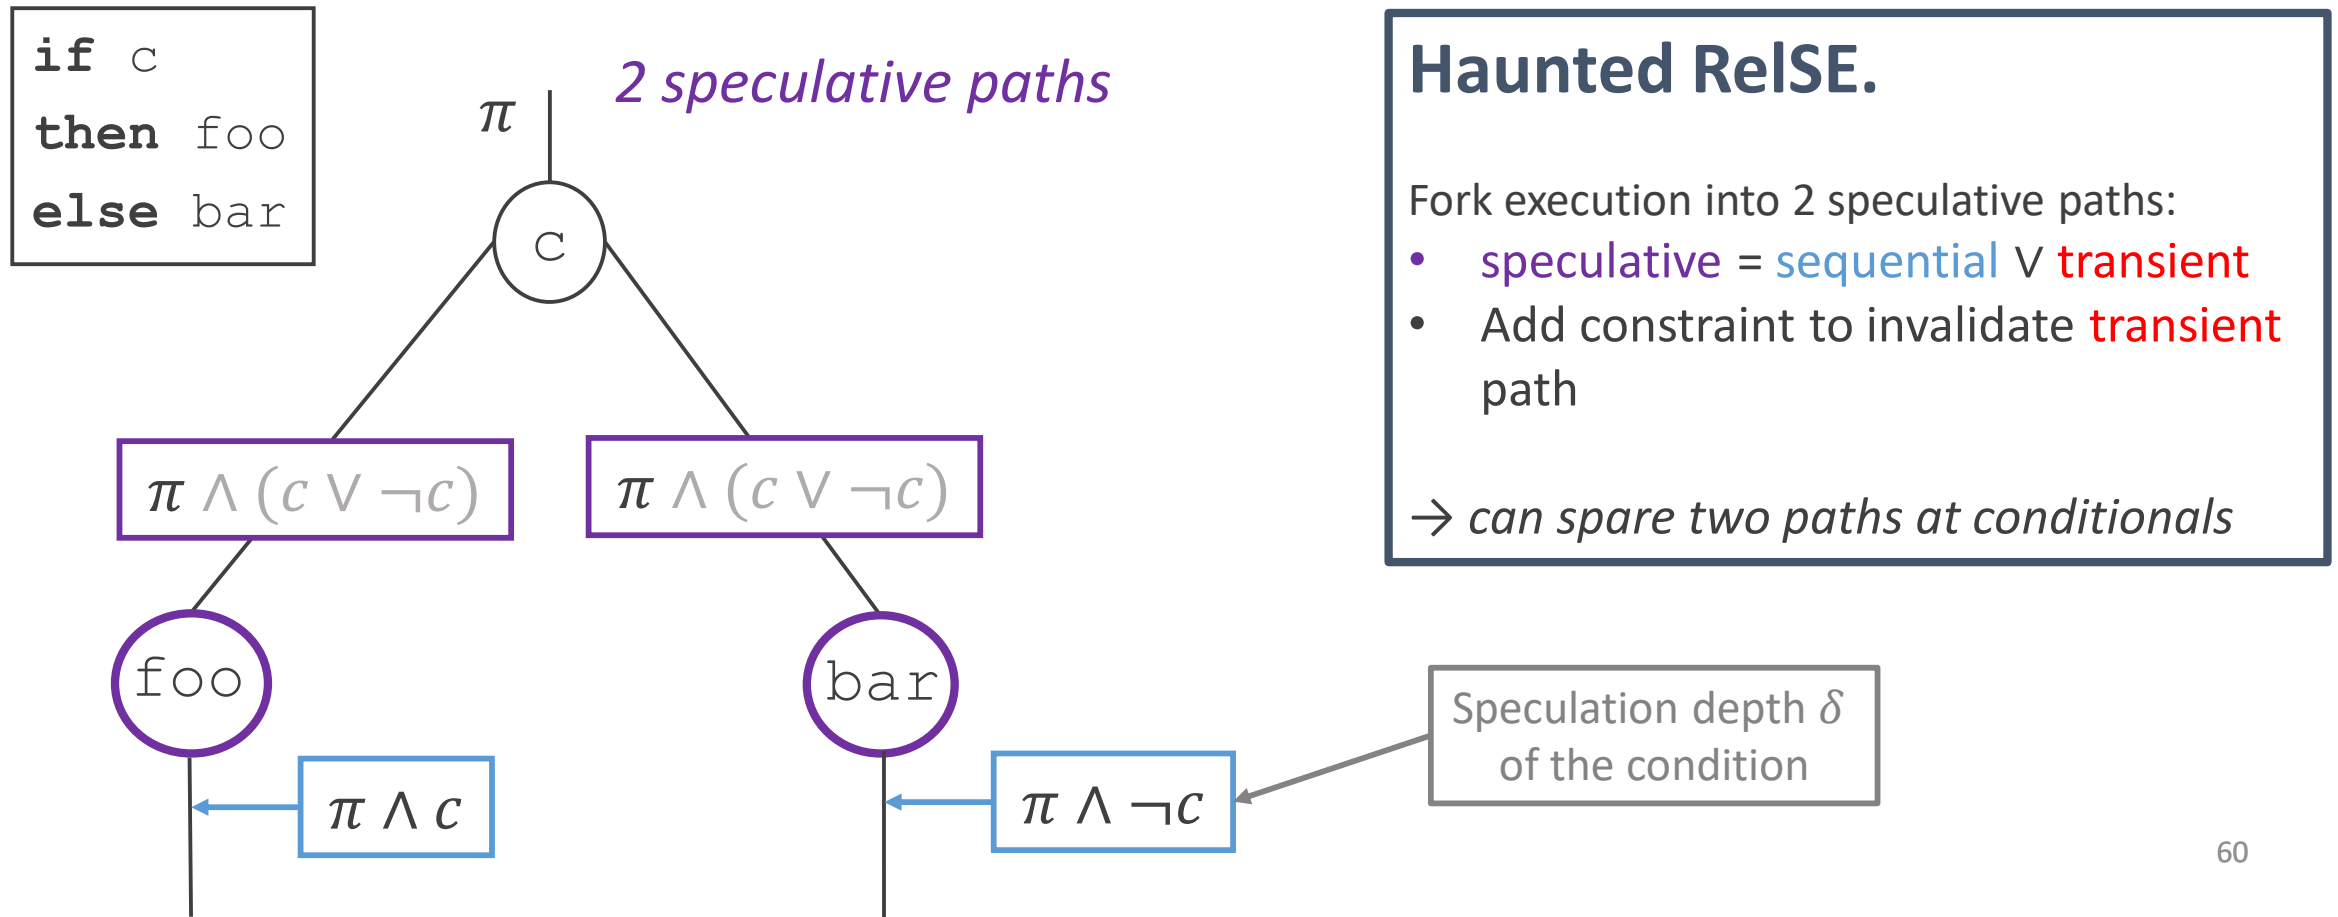 if c
then foo
else bar
π
2 speculative paths
c
π ∧ (c ∨ ¬c)
π ∧ (c ∨ ¬c)
foo
bar
π ∧ c
π ∧ ¬c
Haunted RelSE.
Fork execution into 2 speculative paths:
• speculative = sequential ∨ transient
• Add constraint to invalidate transient
path
→ can spare two paths at conditionals
Speculation depth δ
of the condition
60